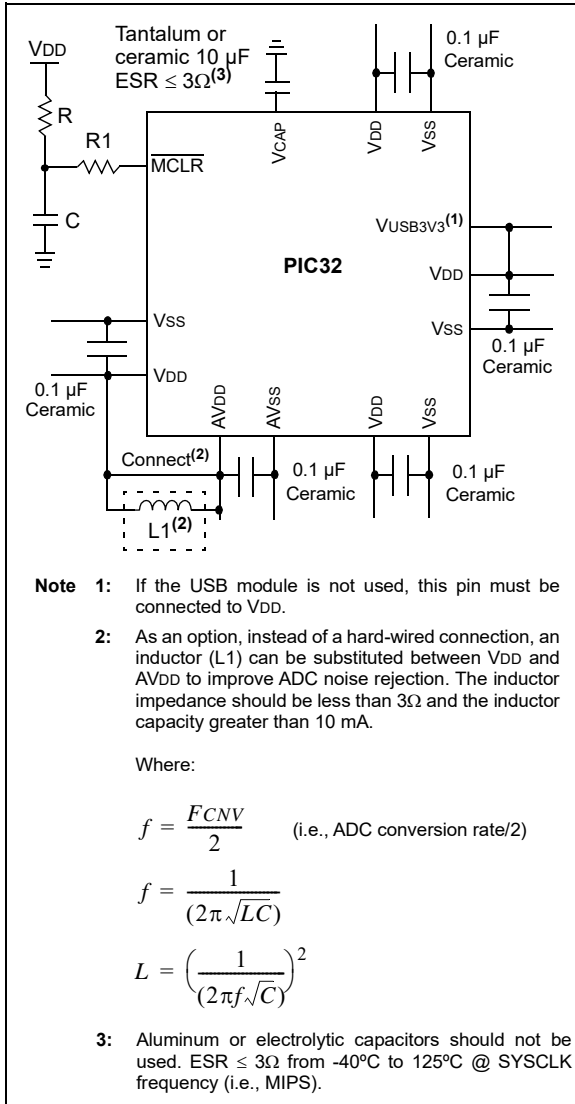 Tantalum or
ceramic 10 µF
ESR ≤ 3Ω(3)
VDD
R
R1
C
MCLR
VCAP
VDD
VSS
0.1 µF
Ceramic
VUSB3V3(1)
VDD
VSS
0.1 µF
Ceramic
PIC32
VSS
VDD
0.1 µF
Ceramic
AVDD
AVSS
VDD
VSS
Connect(2)
L1(2)
0.1 µF
Ceramic
0.1 µF
Ceramic
Note 1: If the USB module is not used, this pin must be
connected to VDD.
2: As an option, instead of a hard-wired connection, an
inductor (L1) can be substituted between VDD and
AVDD to improve ADC noise rejection. The inductor
impedance should be less than 3Ω and the inductor
capacity greater than 10 mA.
Where:
f = FCNV / 2 (i.e., ADC conversion rate/2)
f = 1 / (2π√LC)
L = (1 / (2πf√C))²
3: Aluminum or electrolytic capacitors should not be
used. ESR ≤ 3Ω from -40ºC to 125ºC @ SYSCLK
frequency (i.e., MIPS).